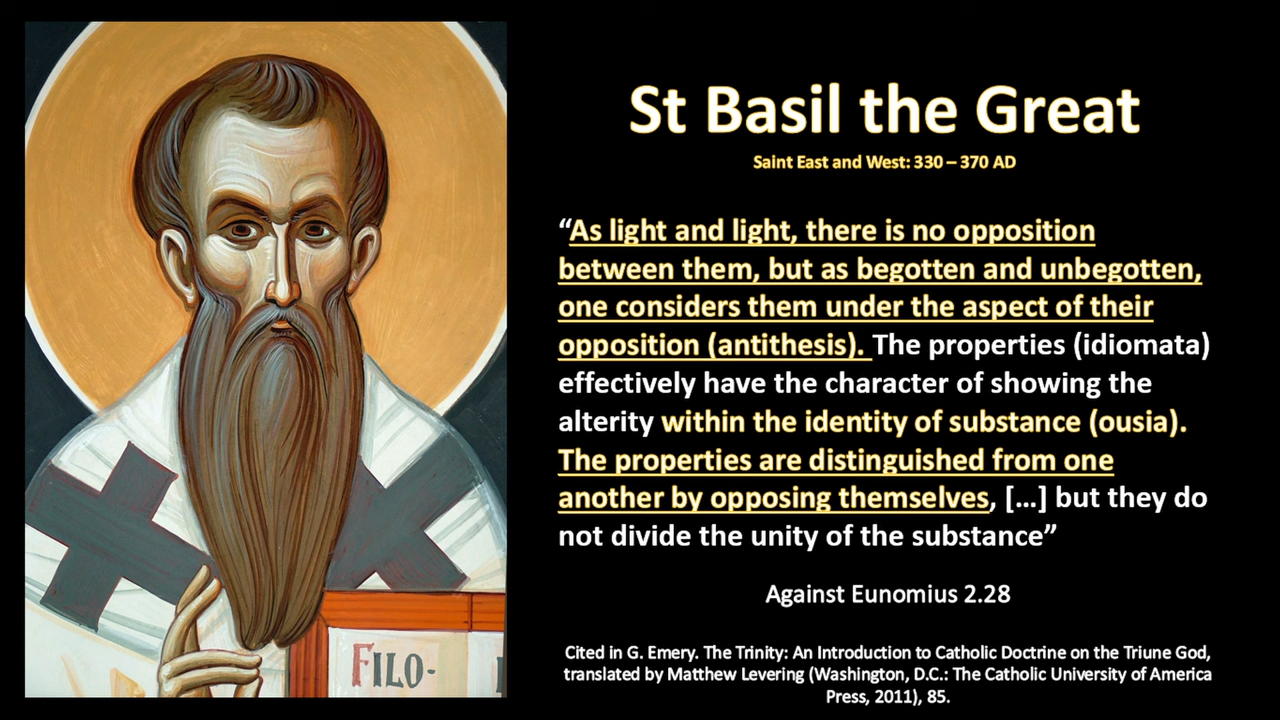 St Basil the Great
Saint East and West: 330 – 370 AD
“As light and light, there is no opposition
between them, but as begotten and unbegotten,
one considers them under the aspect of their
opposition (antithesis). The properties (idiomata)
effectively have the character of showing the
alterity within the identity of substance (ousia).
The properties are distinguished from one
another by opposing themselves, […] but they do
not divide the unity of the substance”
Against Eunomius 2.28
Cited in G. Emery. The Trinity: An Introduction to Catholic Doctrine on the Triune God,
translated by Matthew Levering (Washington, D.C.: The Catholic University of America
Press, 2011), 85.
FILO-